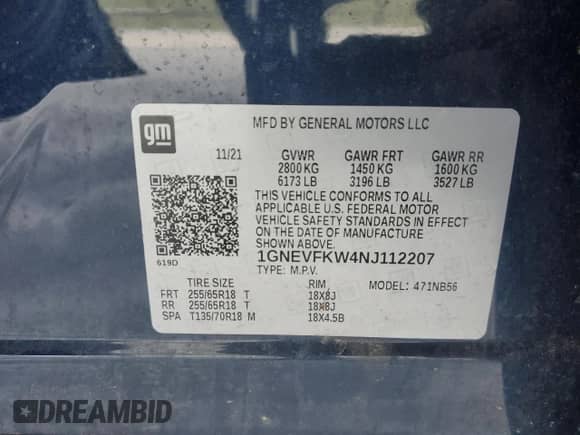 gm
MFD BY GENERAL MOTORS LLC
11/21 GVWR GAWR FRT GAWR RR
2800 KG 1450 KG 1600 KG
6173 LB 3196 LB 3527 LB
THIS VEHICLE CONFORMS TO ALL
APPLICABLE U.S. FEDERAL MOTOR
VEHICLE SAFETY STANDARDS IN EFFECT
ON THE DATE OF MANUFACTURE
SHOWN ABOVE.
619D
1GNEVFKW4NJ112207
TYPE: M.P.V. MODEL: 471NB56
TIRE SIZE RIM
FRT 255/65R18 T 18X8J
RR 255/65R18 T 18X8J
SPA T135/70R18 M 18X4.5B
DREAMBID